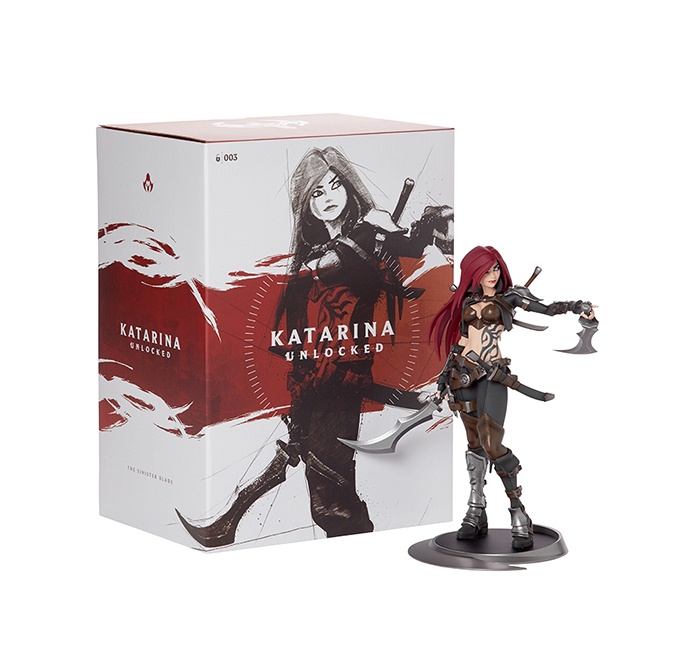 003
KATARINA
UNLOCKED
THE SINISTER BLADE
KATARINA
UNLOCKED